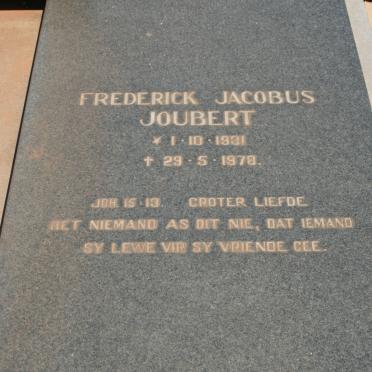 FREDERICK JACOBUS
JOUBERT
* 1 · 10 · 1931
† 29 · 5 · 1978.
JOH. 15 · 13. GROTER LIEFDE
HET NIEMAND AS DIT NIE, DAT IEMAND
SY LEWE VIR SY VRIENDE GEE.